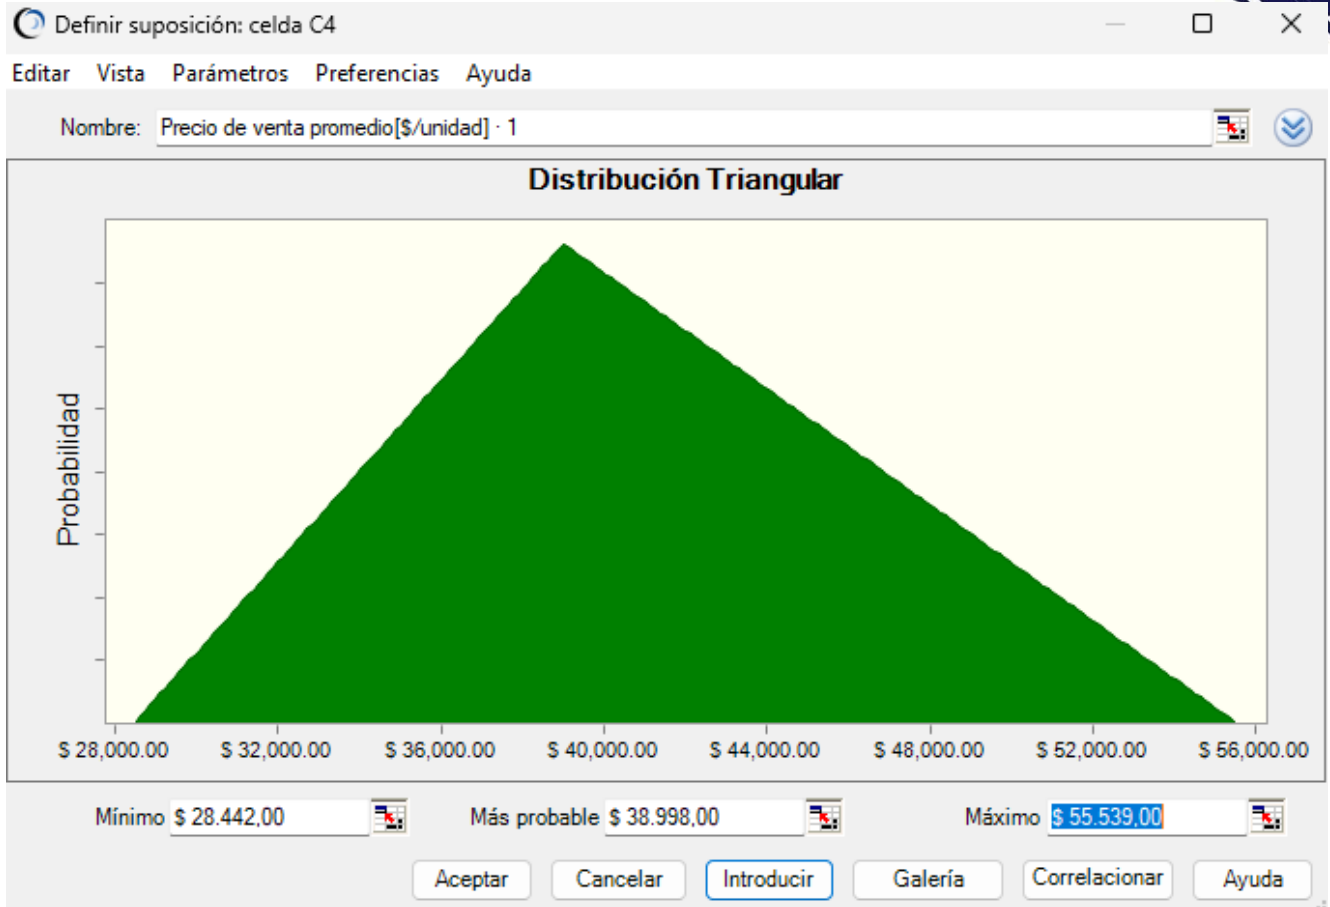 Definir suposición: celda C4
Editar Vista Parámetros Preferencias Ayuda
Nombre: Precio de venta promedio[$/unidad] · 1
Distribución Triangular
Probabilidad
$ 28,000.00 $ 32,000.00 $ 36,000.00 $ 40,000.00 $ 44,000.00 $ 48,000.00 $ 52,000.00 $ 56,000.00
Mínimo $ 28.442,00 Más probable $ 38.998,00 Máximo $ 55.539,00
Aceptar Cancelar Introducir Galería Correlacionar Ayuda